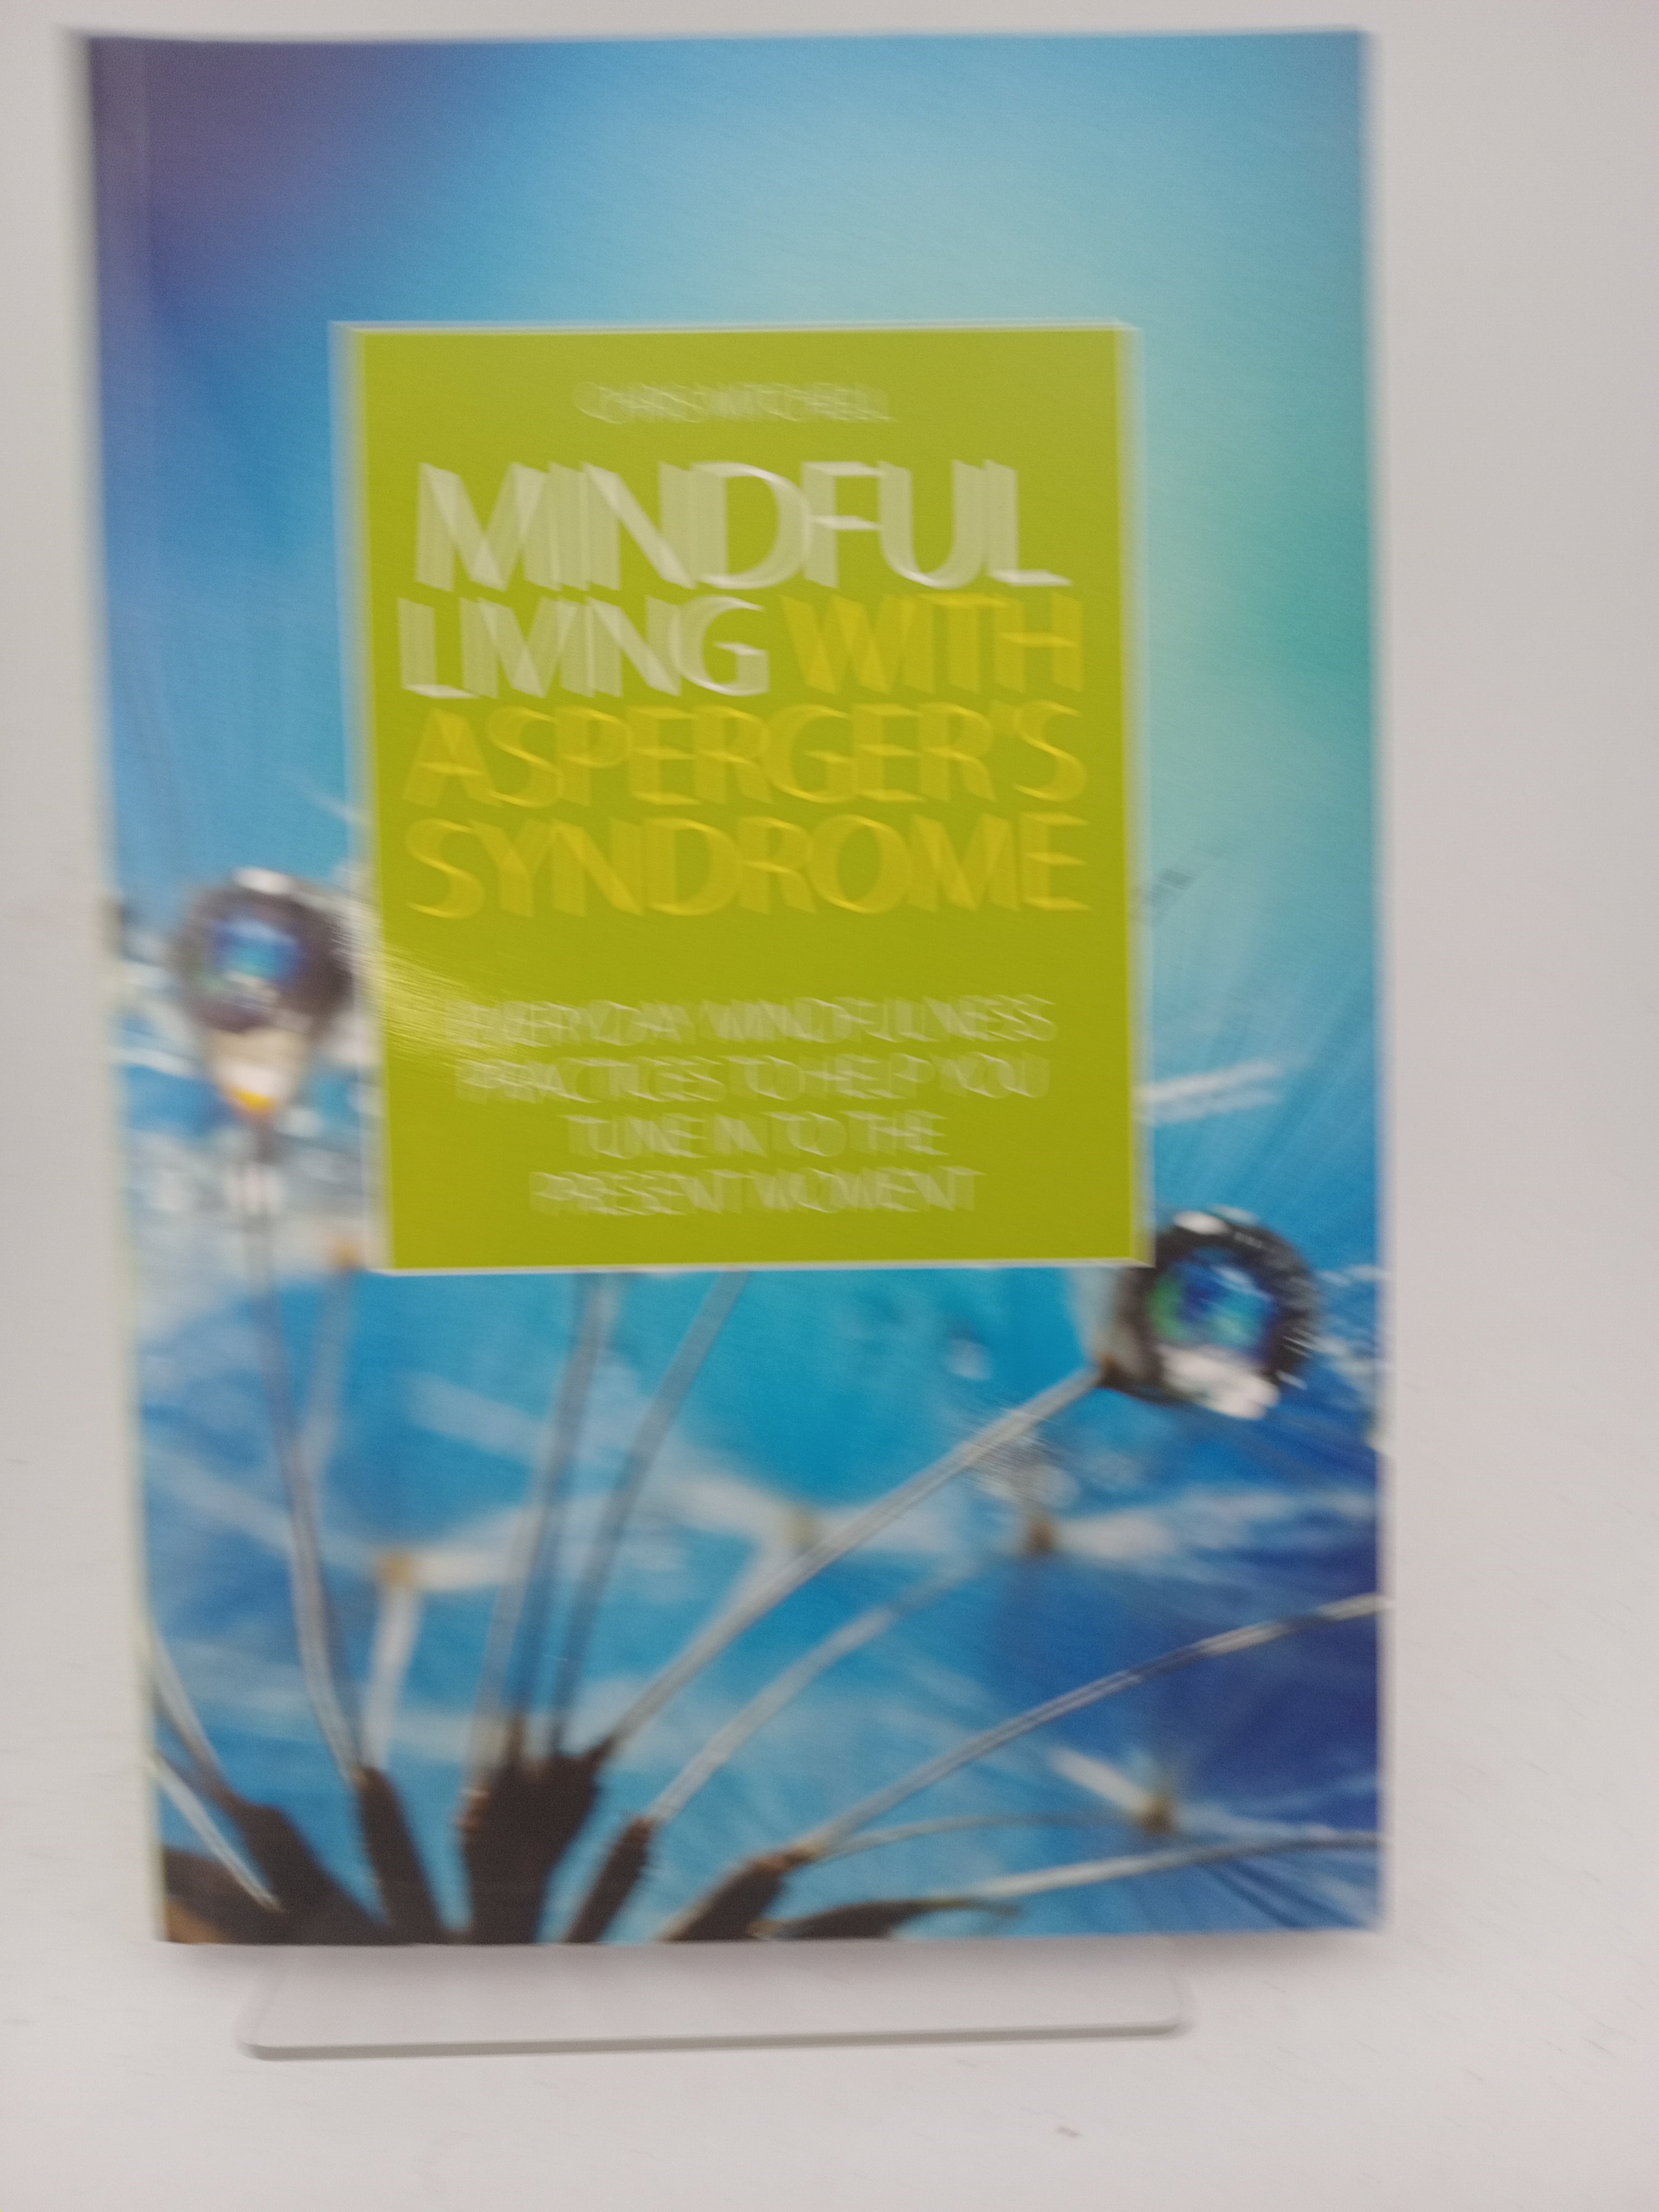 CHRIS MITCHELL
MINDFUL
LIVING WITH
ASPERGER'S
SYNDROME
EVERYDAY MINDFULNESS
PRACTICES TO HELP YOU
TUNE IN TO THE
PRESENT MOMENT